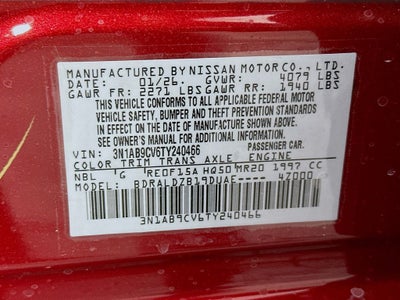 MANUFACTURED BY NISSAN MOTOR CO., LTD.
DATE: 01/26. GVWR: 4079 LBS
GAWR FR: 2271 LBS GAWR RR: 1940 LBS
THIS VEHICLE CONFORMS TO ALL APPLICABLE FEDERAL MOTOR
VEHICLE SAFETY, BUMPER, AND THEFT PREVENTION STANDARDS
IN EFFECT ON THE DATE OF MANUFACTURE SHOWN ABOVE.
SEE OWNER'S MANUAL FOR ADDITIONAL INFORMATION.
VIN: 3N1AB9CV6TY240466 PASSENGER CAR.
COLOR TRIM TRANS AXLE ENGINE
NBL G RE0F15A HQ50 MR20 1997 CC
MODEL: BDRALDZB19DUAE---- 4Z000
3N1AB9CV6TY240466